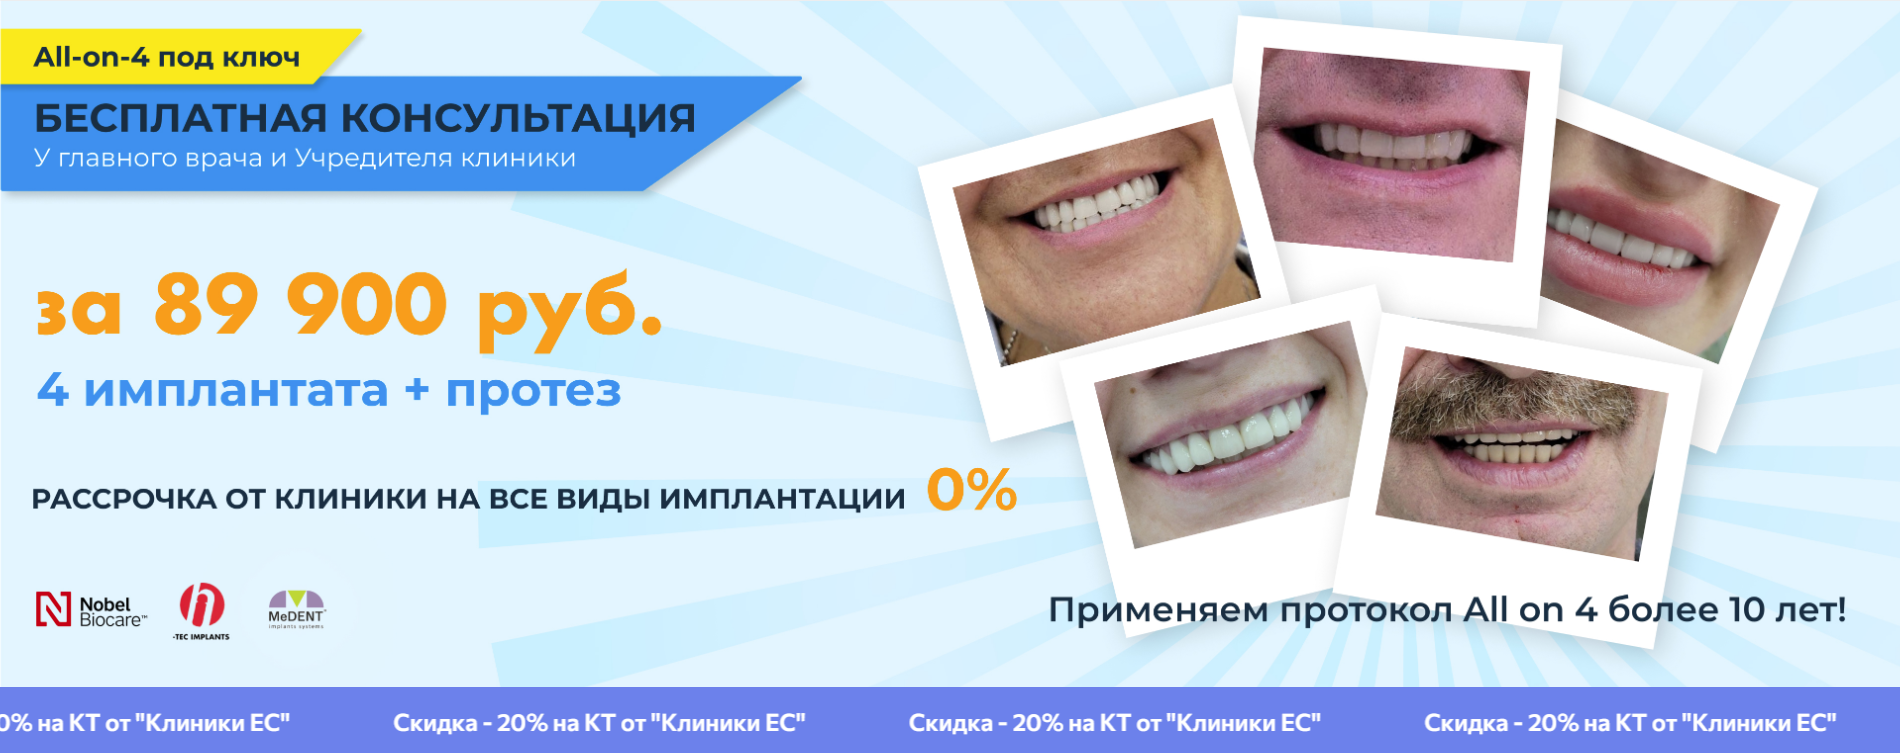 All-on-4 под ключ
БЕСПЛАТНАЯ КОНСУЛЬТАЦИЯ
У главного врача и Учредителя клиники
за 89 900 руб.
4 имплантата + протез
РАССРОЧКА ОТ КЛИНИКИ НА ВСЕ ВИДЫ ИМПЛАНТАЦИИ 0%
Nobel
Biocare™
-TEC IMPLANTS
MeDENT
implants systems
Применяем протокол All on 4 более 10 лет!
0% на КТ от "Клиники ЕС" Скидка - 20% на КТ от "Клиники ЕС" Скидка - 20% на КТ от "Клиники ЕС" Скидка - 20% на КТ от "Клиники ЕС"